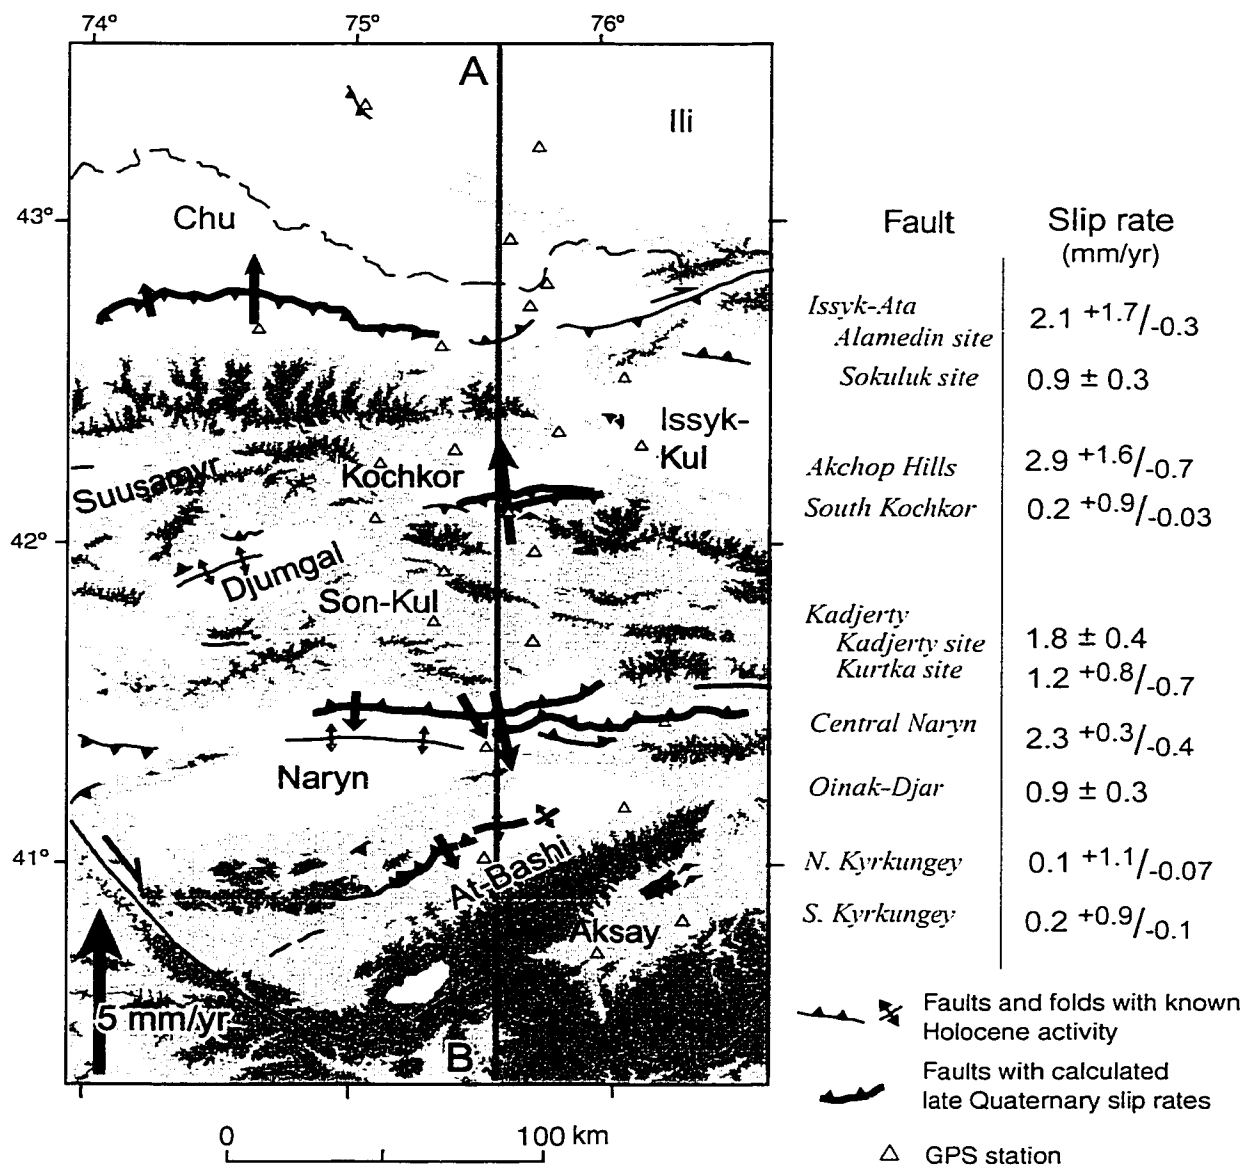 74° 75° 76°
A
Ili
43°
Chu
Issyk-
Kul
Kochkor
Suusamyr
42°
Djumgal
Son-Kul
Naryn
41°
At-Bashi
Aksay
5 mm/yr
B
0 100 km
Fault Slip rate
(mm/yr)
Issyk-Ata
Alamedin site 2.1 +1.7/-0.3
Sokuluk site 0.9 ± 0.3
Akchop Hills 2.9 +1.6/-0.7
South Kochkor 0.2 +0.9/-0.03
Kadjerty
Kadjerty site 1.8 ± 0.4
Kurtka site 1.2 +0.8/-0.7
Central Naryn 2.3 +0.3/-0.4
Oinak-Djar 0.9 ± 0.3
N. Kyrkungey 0.1 +1.1/-0.07
S. Kyrkungey 0.2 +0.9/-0.1
Faults and folds with known
Holocene activity
Faults with calculated
late Quaternary slip rates
GPS station